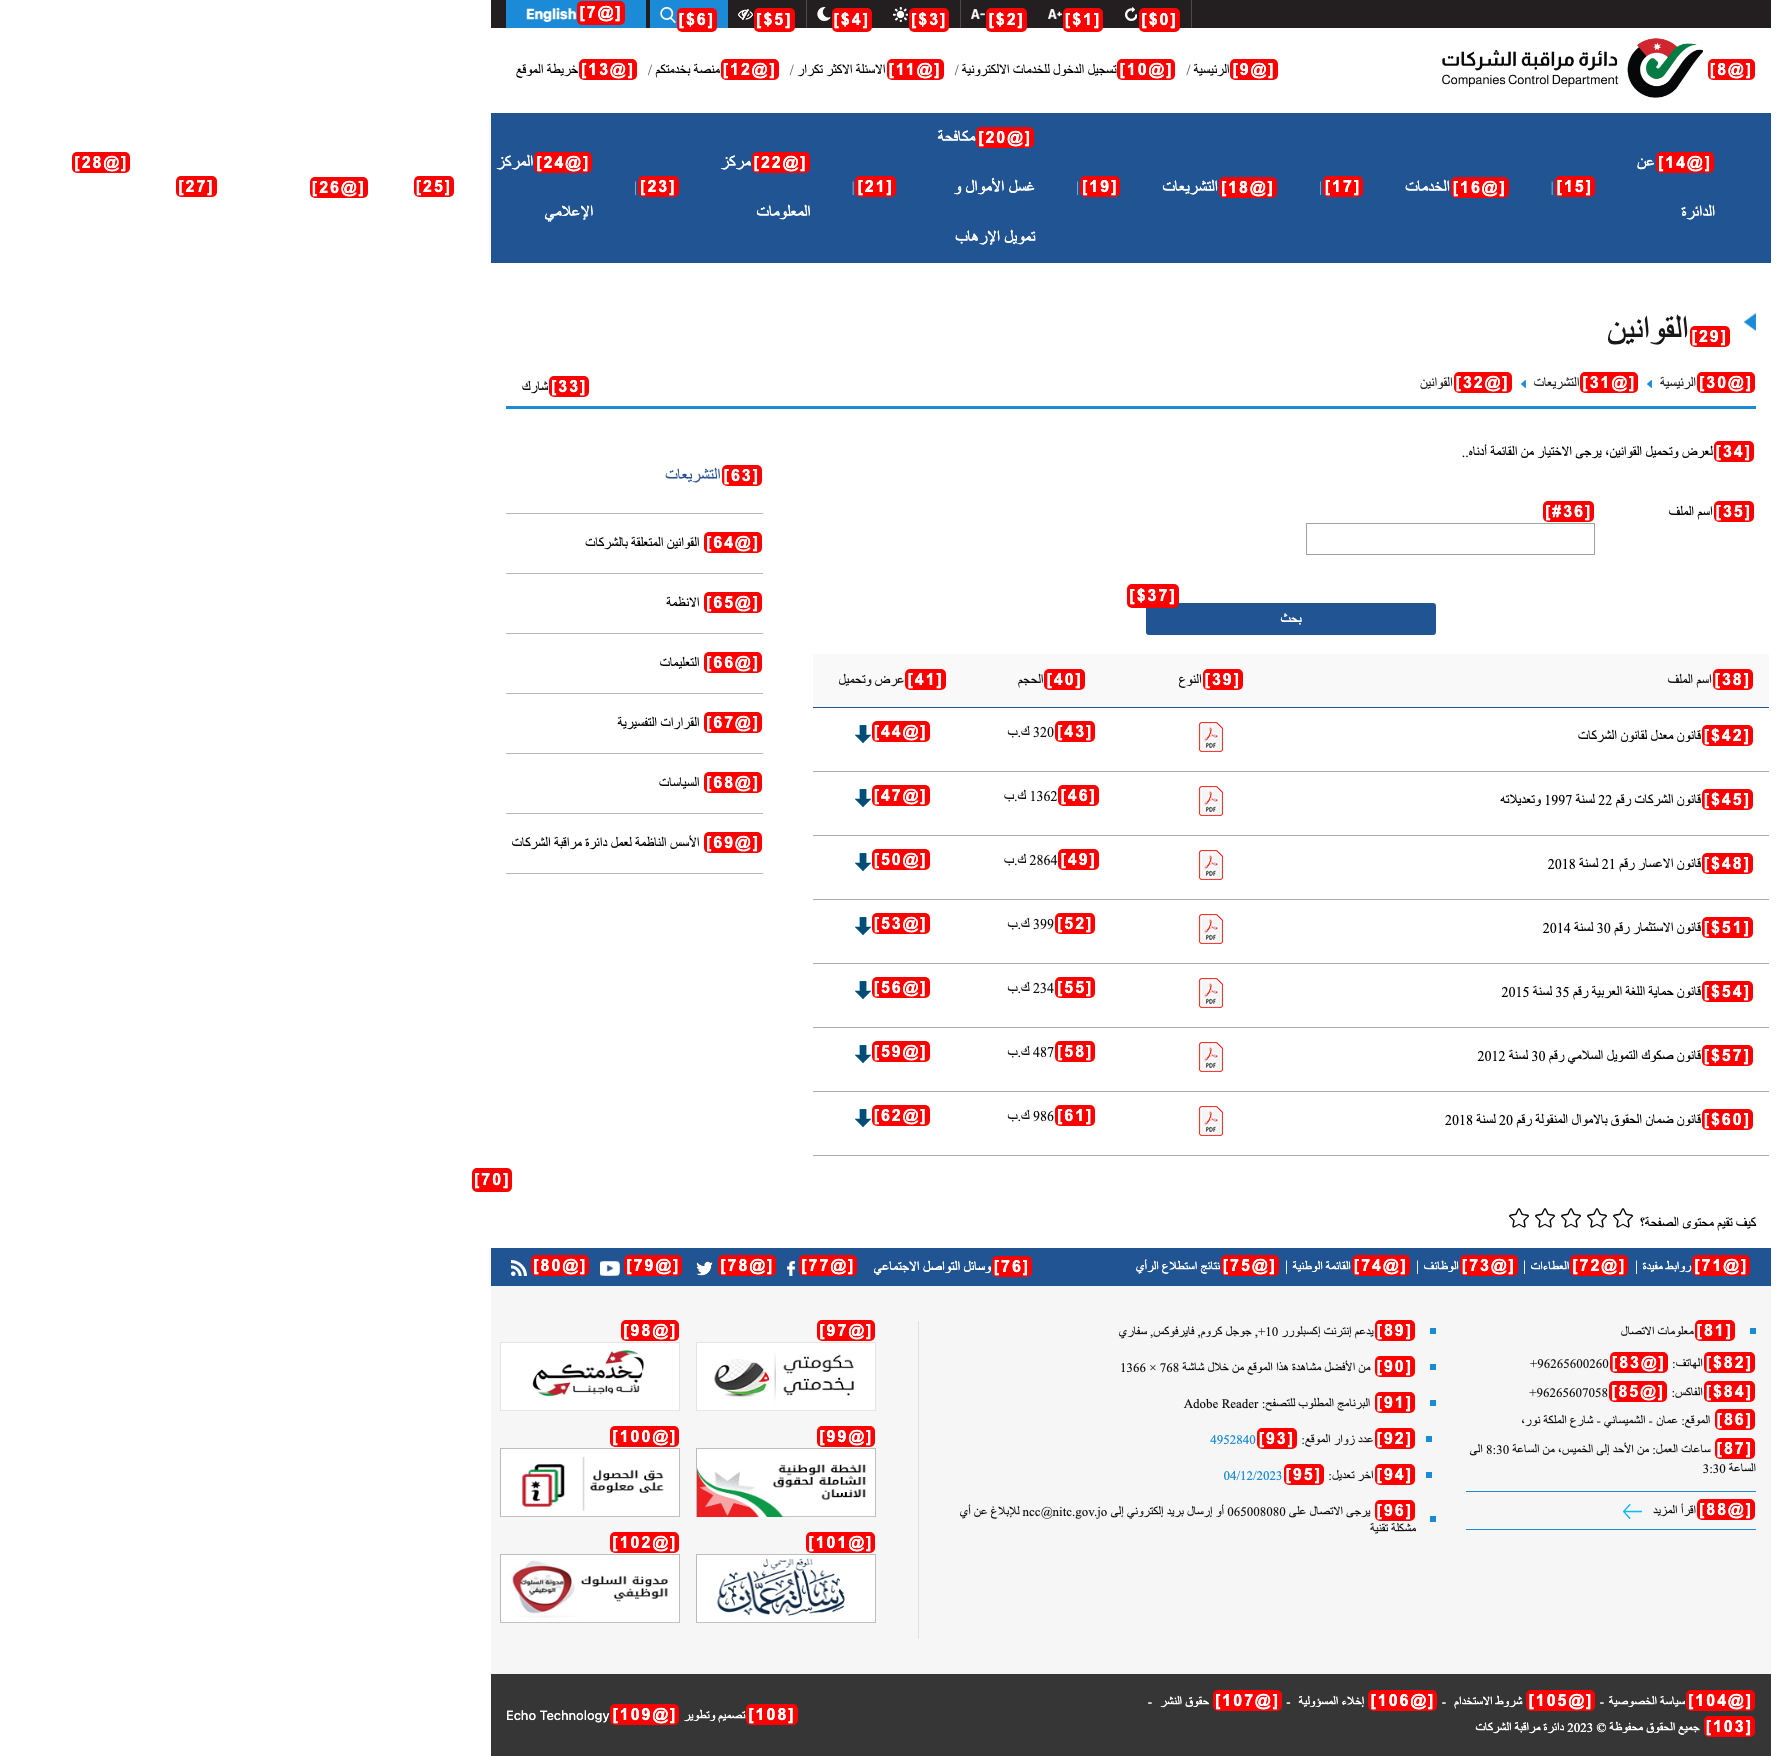 [$0] [$1] A+ [$2] A- [$3] [$4] [$5] [$6] [@7] English
[@8] دائرة مراقبة الشركات
Companies Control Department
[@9] الرئيسية / [@10] تسجيل الدخول للخدمات الالكترونية / [@11] الاسئلة الاكثر تكرار / [@12] منصة بخدمتكم / [@13] خريطة الموقع
[@14] عن الدائرة
[15] |
[@16] الخدمات
[17] |
[@18] التشريعات
[19] |
[@20] مكافحة
غسل الأموال و
تمويل الإرهاب
[21] |
[@22] مركز
المعلومات
[23] |
[@24] المركز
الإعلامي
[25]
[@26]
[27]
[@28]
[29] القوانين
[@30] الرئيسية [@31] التشريعات [@32] القوانين
[33] شارك
[34] لعرض وتحميل القوانين، يرجى الاختيار من القائمة أدناه..
[35] اسم الملف [#36]
[$37] بحث
[38] اسم الملف [39] النوع [40] الحجم [41] عرض وتحميل
[$42] قانون معدل لقانون الشركات PDF [43] 320 ك.ب [@44]
[$45] قانون الشركات رقم 22 لسنة 1997 وتعديلاته PDF [46] 1362 ك.ب [@47]
[$48] قانون الاعسار رقم 21 لسنة 2018 PDF [49] 2864 ك.ب [@50]
[$51] قانون الاستثمار رقم 30 لسنة 2014 PDF [52] 399 ك.ب [@53]
[$54] قانون حماية اللغة العربية رقم 35 لسنة 2015 PDF [55] 234 ك.ب [@56]
[$57] قانون صكوك التمويل السلامي رقم 30 لسنة 2012 PDF [58] 487 ك.ب [@59]
[$60] قانون ضمان الحقوق بالاموال المنقولة رقم 20 لسنة 2018 PDF [61] 986 ك.ب [@62]
[63] التشريعات
[@64] القوانين المتعلقة بالشركات
[@65] الانظمة
[@66] التعليمات
[@67] القرارات التفسيرية
[@68] السياسات
[@69] الأسس الناظمة لعمل دائرة مراقبة الشركات
[70]
كيف تقيم محتوى الصفحة؟
[@71] روابط مفيدة | [@72] العطاءات | [@73] الوظائف | [@74] القائمة الوطنية | [@75] نتائج استطلاع الرأي
[76] وسائل التواصل الاجتماعي [@77] [@78] [@79] [@80]
[81] معلومات الاتصال
[$82] الهاتف: [@83] 96265600260+
[$84] الفاكس: [@85] 96265607058+
[86] الموقع: عمان - الشميساني - شارع الملكة نور،
[87] ساعات العمل: من الأحد إلى الخميس، من الساعة 8:30 الى
الساعة 3:30
[@88] اقرأ المزيد
[89] يدعم إنترنت إكسبلورر 10+, جوجل كروم, فايرفوكس, سفاري
[90] من الأفضل مشاهدة هذا الموقع من خلال شاشة 768 × 1366
[91] البرنامج المطلوب للتصفح: Adobe Reader
[92] عدد زوار الموقع: [93] 4952840
[94] اخر تعديل: [95] 04/12/2023
[96] يرجى الاتصال على 065008080 أو إرسال بريد إلكتروني إلى ncc@nitc.gov.jo للإبلاغ عن أي
مشكلة تقنية
[@97] حكومتي
بخدمتي
[@98] بخدمتكم
لأنه واجبنا
[@99] الخطة الوطنية
الشاملة لحقوق
الانسان
[@100] حق الحصول
على معلومة
[@101] الموقع الرسمي ل
رسالة عمان
[@102] مدونة السلوك
الوظيفي
[@104] سياسة الخصوصية - [@105] شروط الاستخدام - [@106] إخلاء المسؤولية - [@107] حقوق النشر -
[103] جميع الحقوق محفوظة © 2023 دائرة مراقبة الشركات
[108] تصميم وتطوير [@109] Echo Technology